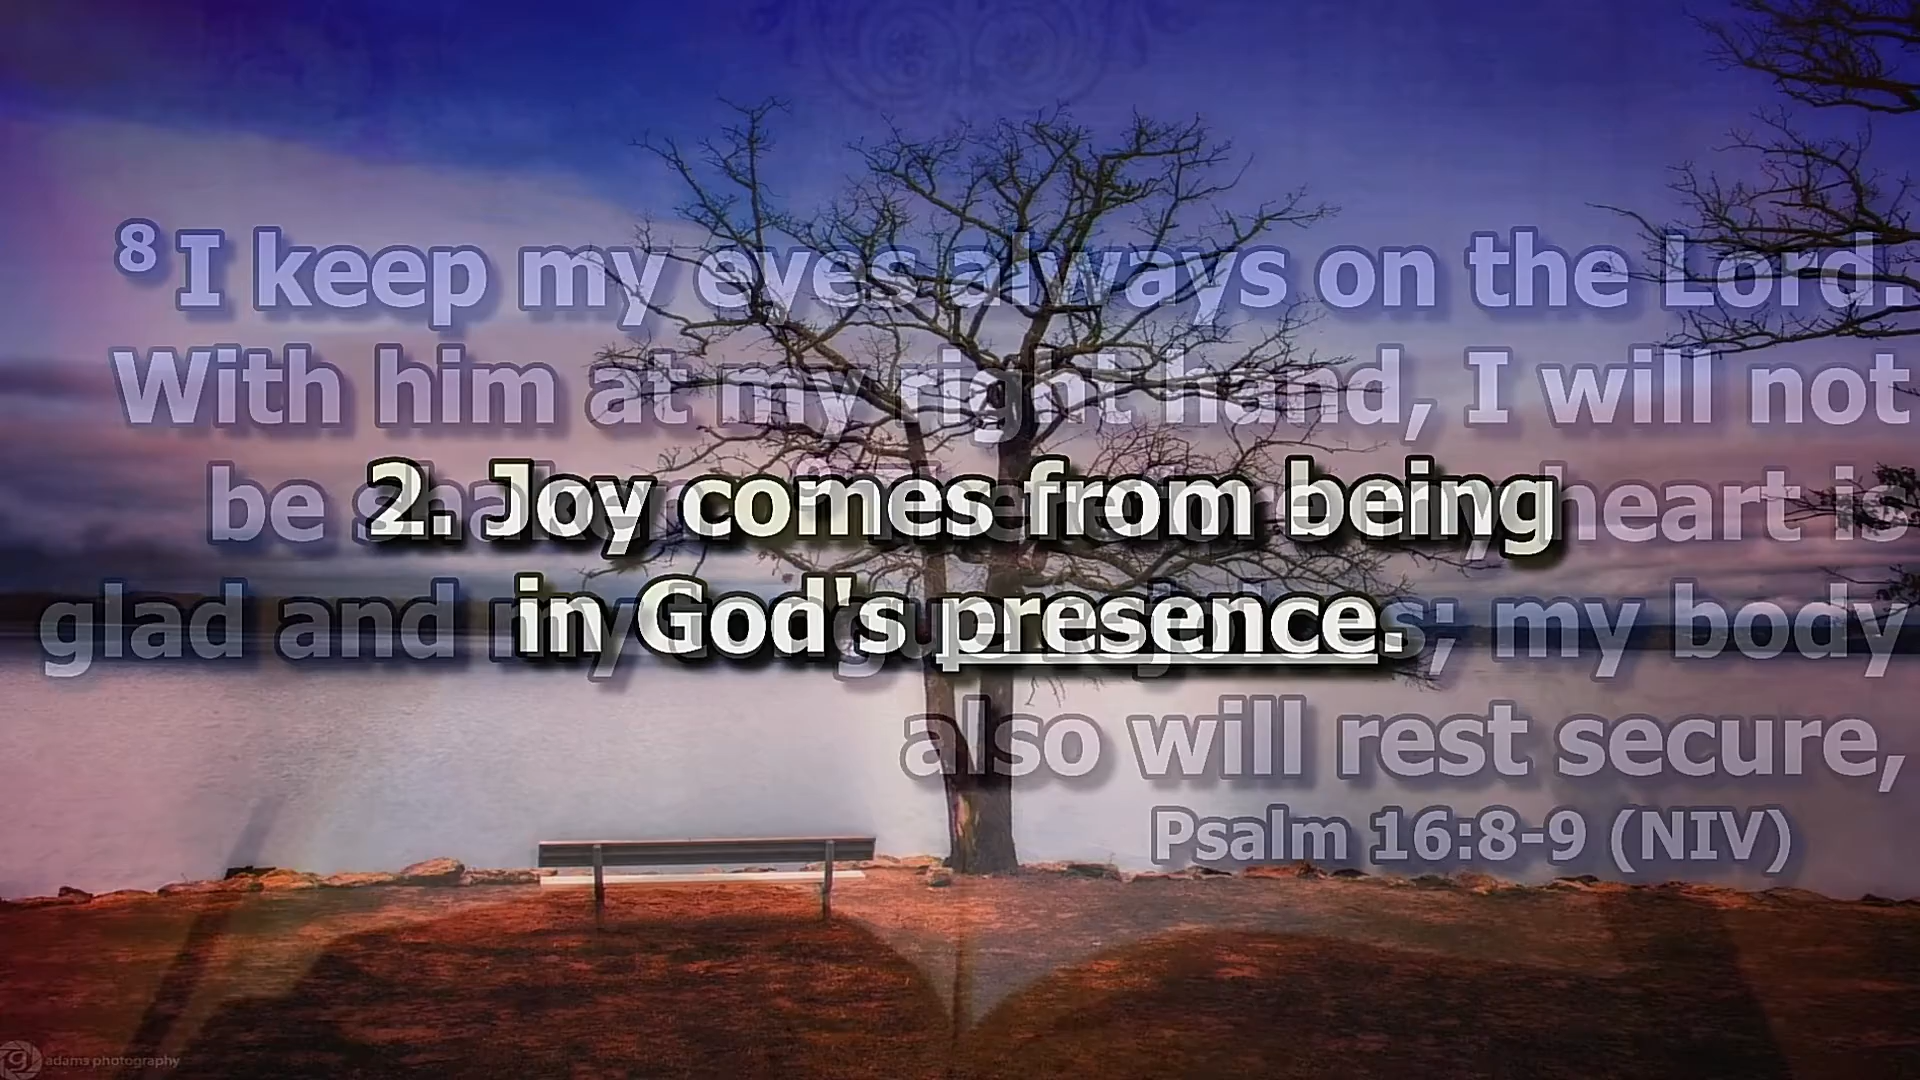 8 I keep my eyes always on the Lord.
With him at my right hand, I will not
be heart is
2. Joy comes from being
glad and my my body
in God's presence.
also will rest secure,
Psalm 16:8-9 (NIV)
adams photography